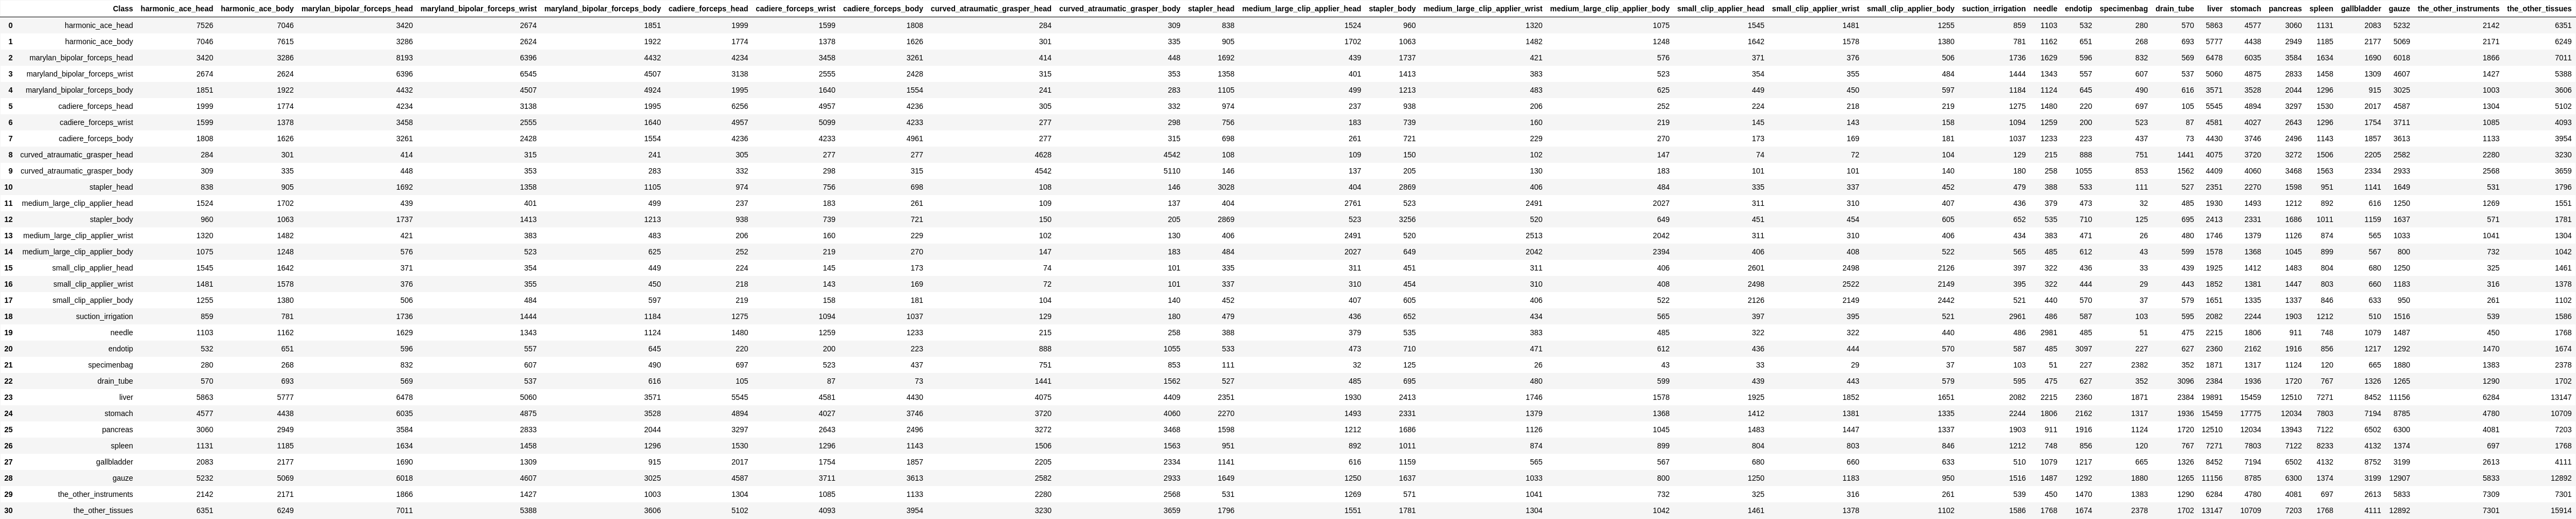 Class harmonic_ace_head harmonic_ace_body marylan_bipolar_forceps_head maryland_bipolar_forceps_wrist maryland_bipolar_forceps_body cadiere_forceps_head cadiere_forceps_wrist cadiere_forceps_body curved_atraumatic_grasper_head curved_atraumatic_grasper_body stapler_head medium_large_clip_applier_head stapler_body medium_large_clip_applier_wrist medium_large_clip_applier_body small_clip_applier_head small_clip_applier_wrist small_clip_applier_body suction_irrigation needle endotip specimenbag drain_tube liver stomach pancreas spleen gallbladder gauze the_other_instruments the_other_tissues
0 harmonic_ace_head 7526 7046 3420 2674 1851 1999 1599 1808 284 309 838 1524 960 1320 1075 1545 1481 1255 859 1103 532 280 570 5863 4577 3060 1131 2083 5232 2142 6351
1 harmonic_ace_body 7046 7615 3286 2624 1922 1774 1378 1626 301 335 905 1702 1063 1482 1248 1642 1578 1380 781 1162 651 268 693 5777 4438 2949 1185 2177 5069 2171 6249
2 marylan_bipolar_forceps_head 3420 3286 8193 6396 4432 4234 3458 3261 414 448 1692 439 1737 421 576 371 376 506 1736 1629 596 832 569 6478 6035 3584 1634 1690 6018 1866 7011
3 maryland_bipolar_forceps_wrist 2674 2624 6396 6545 4507 3138 2555 2428 315 353 1358 401 1413 383 523 354 355 484 1444 1343 557 607 537 5060 4875 2833 1458 1309 4607 1427 5388
4 maryland_bipolar_forceps_body 1851 1922 4432 4507 4924 1995 1640 1554 241 283 1105 499 1213 483 625 449 450 597 1184 1124 645 490 616 3571 3528 2044 1296 915 3025 1003 3606
5 cadiere_forceps_head 1999 1774 4234 3138 1995 6256 4957 4236 305 332 974 237 938 206 252 224 218 219 1275 1480 220 697 105 5545 4894 3297 1530 2017 4587 1304 5102
6 cadiere_forceps_wrist 1599 1378 3458 2555 1640 4957 5099 4233 277 298 756 183 739 160 219 145 143 158 1094 1259 200 523 87 4581 4027 2643 1296 1754 3711 1085 4093
7 cadiere_forceps_body 1808 1626 3261 2428 1554 4236 4233 4961 277 315 698 261 721 229 270 173 169 181 1037 1233 223 437 73 4430 3746 2496 1143 1857 3613 1133 3954
8 curved_atraumatic_grasper_head 284 301 414 315 241 305 277 277 4628 4542 108 109 150 102 147 74 72 104 129 215 888 751 1441 4075 3720 3272 1506 2205 2582 2280 3230
9 curved_atraumatic_grasper_body 309 335 448 353 283 332 298 315 4542 5110 146 137 205 130 183 101 101 140 180 258 1055 853 1562 4409 4060 3468 1563 2334 2933 2568 3659
10 stapler_head 838 905 1692 1358 1105 974 756 698 108 146 3028 404 2869 406 484 335 337 452 479 388 533 111 527 2351 2270 1598 951 1141 1649 531 1796
11 medium_large_clip_applier_head 1524 1702 439 401 499 237 183 261 109 137 404 2761 523 2491 2027 311 310 407 436 379 473 32 485 1930 1493 1212 892 616 1250 1269 1551
12 stapler_body 960 1063 1737 1413 1213 938 739 721 150 205 2869 523 3256 520 649 451 454 605 652 535 710 125 695 2413 2331 1686 1011 1159 1637 571 1781
13 medium_large_clip_applier_wrist 1320 1482 421 383 483 206 160 229 102 130 406 2491 520 2513 2042 311 310 406 434 383 471 26 480 1746 1379 1126 874 565 1033 1041 1304
14 medium_large_clip_applier_body 1075 1248 576 523 625 252 219 270 147 183 484 2027 649 2042 2394 406 408 522 565 485 612 43 599 1578 1368 1045 899 567 800 732 1042
15 small_clip_applier_head 1545 1642 371 354 449 224 145 173 74 101 335 311 451 311 406 2601 2498 2126 397 322 436 33 439 1925 1412 1483 804 680 1250 325 1461
16 small_clip_applier_wrist 1481 1578 376 355 450 218 143 169 72 101 337 310 454 310 408 2498 2522 2149 395 322 444 29 443 1852 1381 1447 803 660 1183 316 1378
17 small_clip_applier_body 1255 1380 506 484 597 219 158 181 104 140 452 407 605 406 522 2126 2149 2442 521 440 570 37 579 1651 1335 1337 846 633 950 261 1102
18 suction_irrigation 859 781 1736 1444 1184 1275 1094 1037 129 180 479 436 652 434 565 397 395 521 2961 486 587 103 595 2082 2244 1903 1212 510 1516 539 1586
19 needle 1103 1162 1629 1343 1124 1480 1259 1233 215 258 388 379 535 383 485 322 322 440 486 2981 485 51 475 2215 1806 911 748 1079 1487 450 1768
20 endotip 532 651 596 557 645 220 200 223 888 1055 533 473 710 471 612 436 444 570 587 485 3097 227 627 2360 2162 1916 856 1217 1292 1470 1674
21 specimenbag 280 268 832 607 490 697 523 437 751 853 111 32 125 26 43 33 29 37 103 51 227 2382 352 1871 1317 1124 120 665 1880 1383 2378
22 drain_tube 570 693 569 537 616 105 87 73 1441 1562 527 485 695 480 599 439 443 579 595 475 627 352 3096 2384 1936 1720 767 1326 1265 1290 1702
23 liver 5863 5777 6478 5060 3571 5545 4581 4430 4075 4409 2351 1930 2413 1746 1578 1925 1852 1651 2082 2215 2360 1871 2384 19891 15459 12510 7271 8452 11156 6284 13147
24 stomach 4577 4438 6035 4875 3528 4894 4027 3746 3720 4060 2270 1493 2331 1379 1368 1412 1381 1335 2244 1806 2162 1317 1936 15459 17775 12034 7803 7194 8785 4780 10709
25 pancreas 3060 2949 3584 2833 2044 3297 2643 2496 3272 3468 1598 1212 1686 1126 1045 1483 1447 1337 1903 911 1916 1124 1720 12510 12034 13943 7122 6502 6300 4081 7203
26 spleen 1131 1185 1634 1458 1296 1530 1296 1143 1506 1563 951 892 1011 874 899 804 803 846 1212 748 856 120 767 7271 7803 7122 8233 4132 1374 697 1768
27 gallbladder 2083 2177 1690 1309 915 2017 1754 1857 2205 2334 1141 616 1159 565 567 680 660 633 510 1079 1217 665 1326 8452 7194 6502 4132 8752 3199 2613 4111
28 gauze 5232 5069 6018 4607 3025 4587 3711 3613 2582 2933 1649 1250 1637 1033 800 1250 1183 950 1516 1487 1292 1880 1265 11156 8785 6300 1374 3199 12907 5833 12892
29 the_other_instruments 2142 2171 1866 1427 1003 1304 1085 1133 2280 2568 531 1269 571 1041 732 325 316 261 539 450 1470 1383 1290 6284 4780 4081 697 2613 5833 7309 7301
30 the_other_tissues 6351 6249 7011 5388 3606 5102 4093 3954 3230 3659 1796 1551 1781 1304 1042 1461 1378 1102 1586 1768 1674 2378 1702 13147 10709 7203 1768 4111 12892 7301 15914